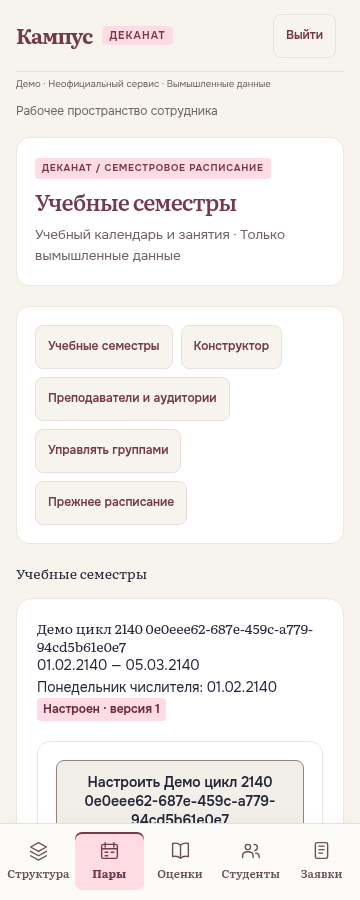 Кампус ДЕКАНАТ Выйти
Демо · Неофициальный сервис · Вымышленные данные
Рабочее пространство сотрудника
ДЕКАНАТ / СЕМЕСТРОВОЕ РАСПИСАНИЕ
Учебные семестры
Учебный календарь и занятия · Только
вымышленные данные
Учебные семестры Конструктор
Преподаватели и аудитории
Управлять группами
Прежнее расписание
Учебные семестры
Демо цикл 2140 0e0eee62-687e-459c-a779-
94cd5f1e0e7
01.02.2140 — 05.03.2140
Понедельник числителя: 01.02.2140
Настроен · версия 1
Настроить Демо цикл 2140
0e0eee62-687e-459c-a779-
94cd5f1e0e7
Структура Пары Оценки Студенты Заявки